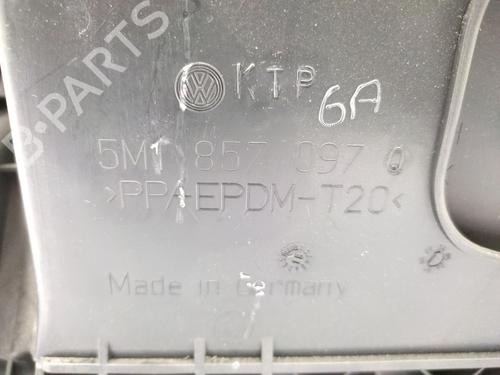 B-PARTS
KTP
6A
5M1 857 097 Q
>PP+EPDM-T20<
Made in Germany